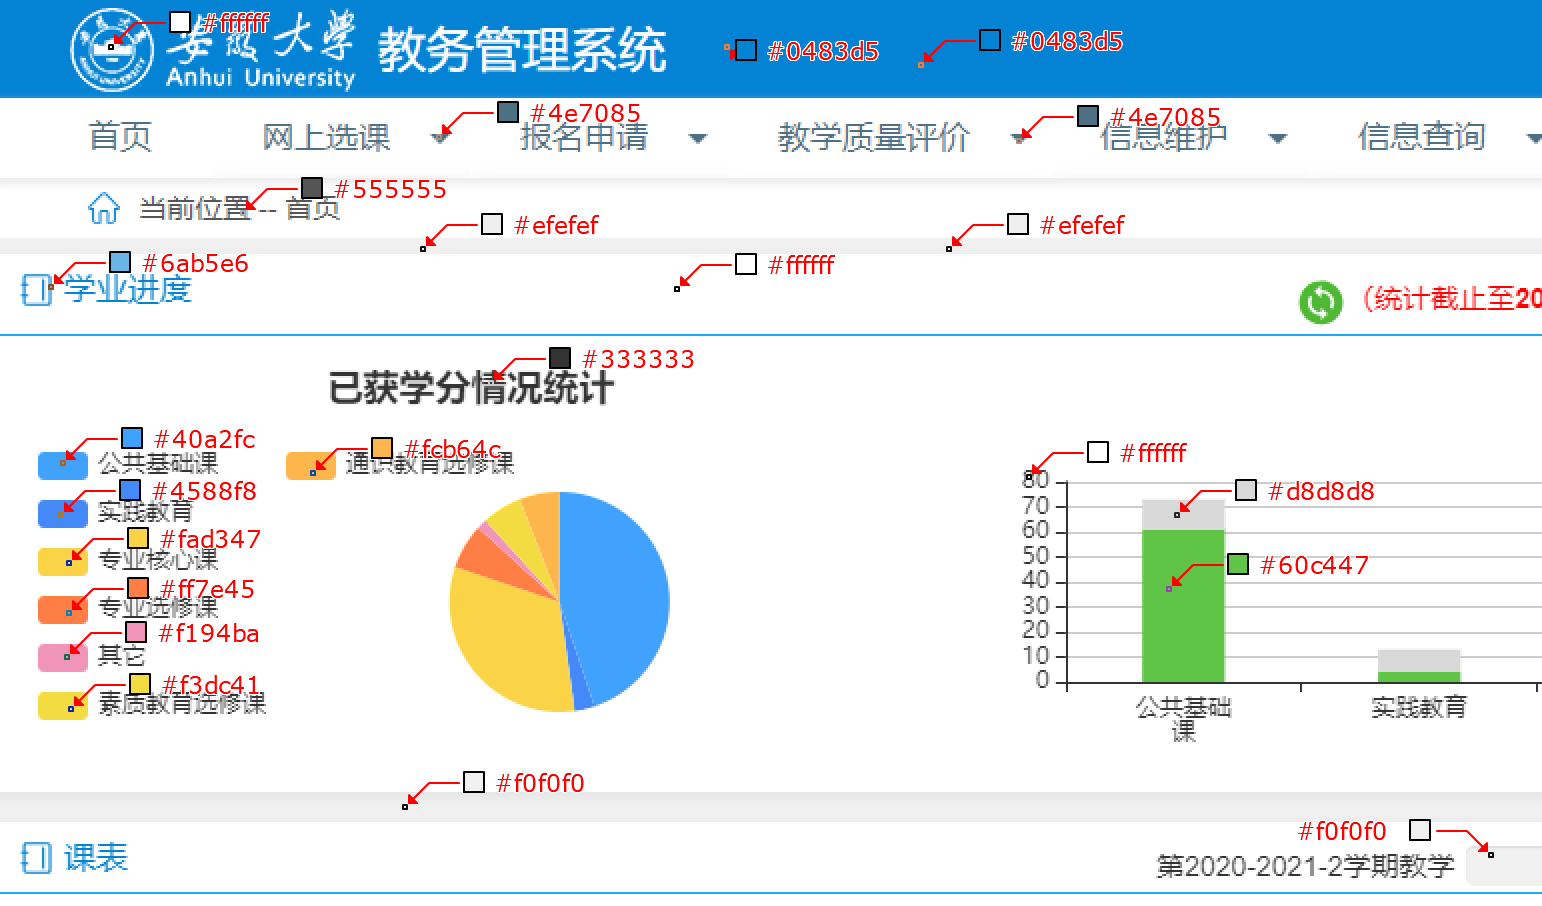 安徽大学 教务管理系统
Anhui University
#ffffff
#0483d5
#0483d5
首页 网上选课 报名申请 教学质量评价 信息维护 信息查询
#4e7085
#4e7085
当前位置 -- 首页
#555555
#efefef
#efefef
#6ab5e6
#ffffff
学业进度
(统计截止至20
#333333
已获学分情况统计
#40a2fc
公共基础课
#fcb64c
通识教育选修课
#4588f8
实践教育
#fad347
专业核心课
#ff7e45
专业选修课
#f194ba
其它
#f3dc41
素质教育选修课
#ffffff
#d8d8d8
#60c447
80
70
60
50
40
30
20
10
0
公共基础课
实践教育
#f0f0f0
#f0f0f0
课表
第2020-2021-2学期教学